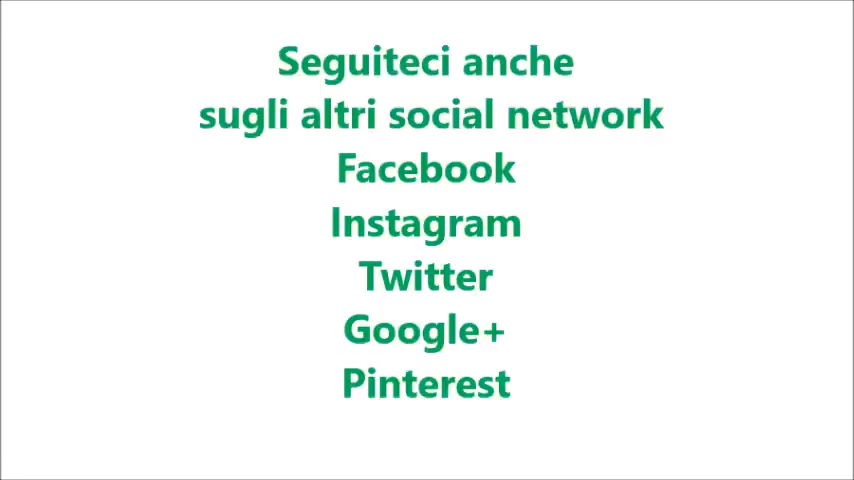 Seguiteci anche
sugli altri social network
Facebook
Instagram
Twitter
Google+
Pinterest